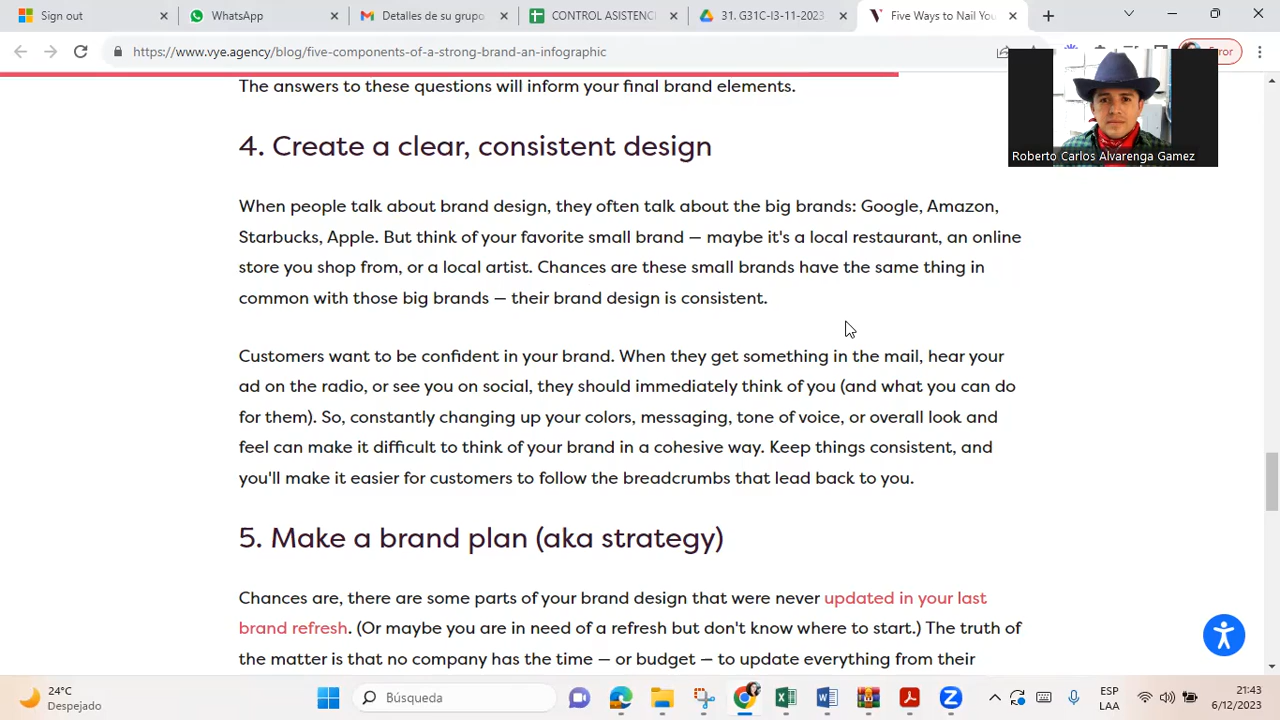 Sign out
WhatsApp
Detalles de su grupo
CONTROL ASISTENC
31. G31C-I3-11-2023
Five Ways to Nail You
https://www.vye.agency/blog/five-components-of-a-strong-brand-an-infographic
Error
The answers to these questions will inform your final brand elements.
4. Create a clear, consistent design
Roberto Carlos Alvarenga Gamez
When people talk about brand design, they often talk about the big brands: Google, Amazon,
Starbucks, Apple. But think of your favorite small brand — maybe it's a local restaurant, an online
store you shop from, or a local artist. Chances are these small brands have the same thing in
common with those big brands — their brand design is consistent.
Customers want to be confident in your brand. When they get something in the mail, hear your
ad on the radio, or see you on social, they should immediately think of you (and what you can do
for them). So, constantly changing up your colors, messaging, tone of voice, or overall look and
feel can make it difficult to think of your brand in a cohesive way. Keep things consistent, and
you'll make it easier for customers to follow the breadcrumbs that lead back to you.
5. Make a brand plan (aka strategy)
Chances are, there are some parts of your brand design that were never updated in your last
brand refresh. (Or maybe you are in need of a refresh but don't know where to start.) The truth of
the matter is that no company has the time — or budget — to update everything from their
24°C
Despejado
Búsqueda
ESP
LAA
21:43
6/12/2023